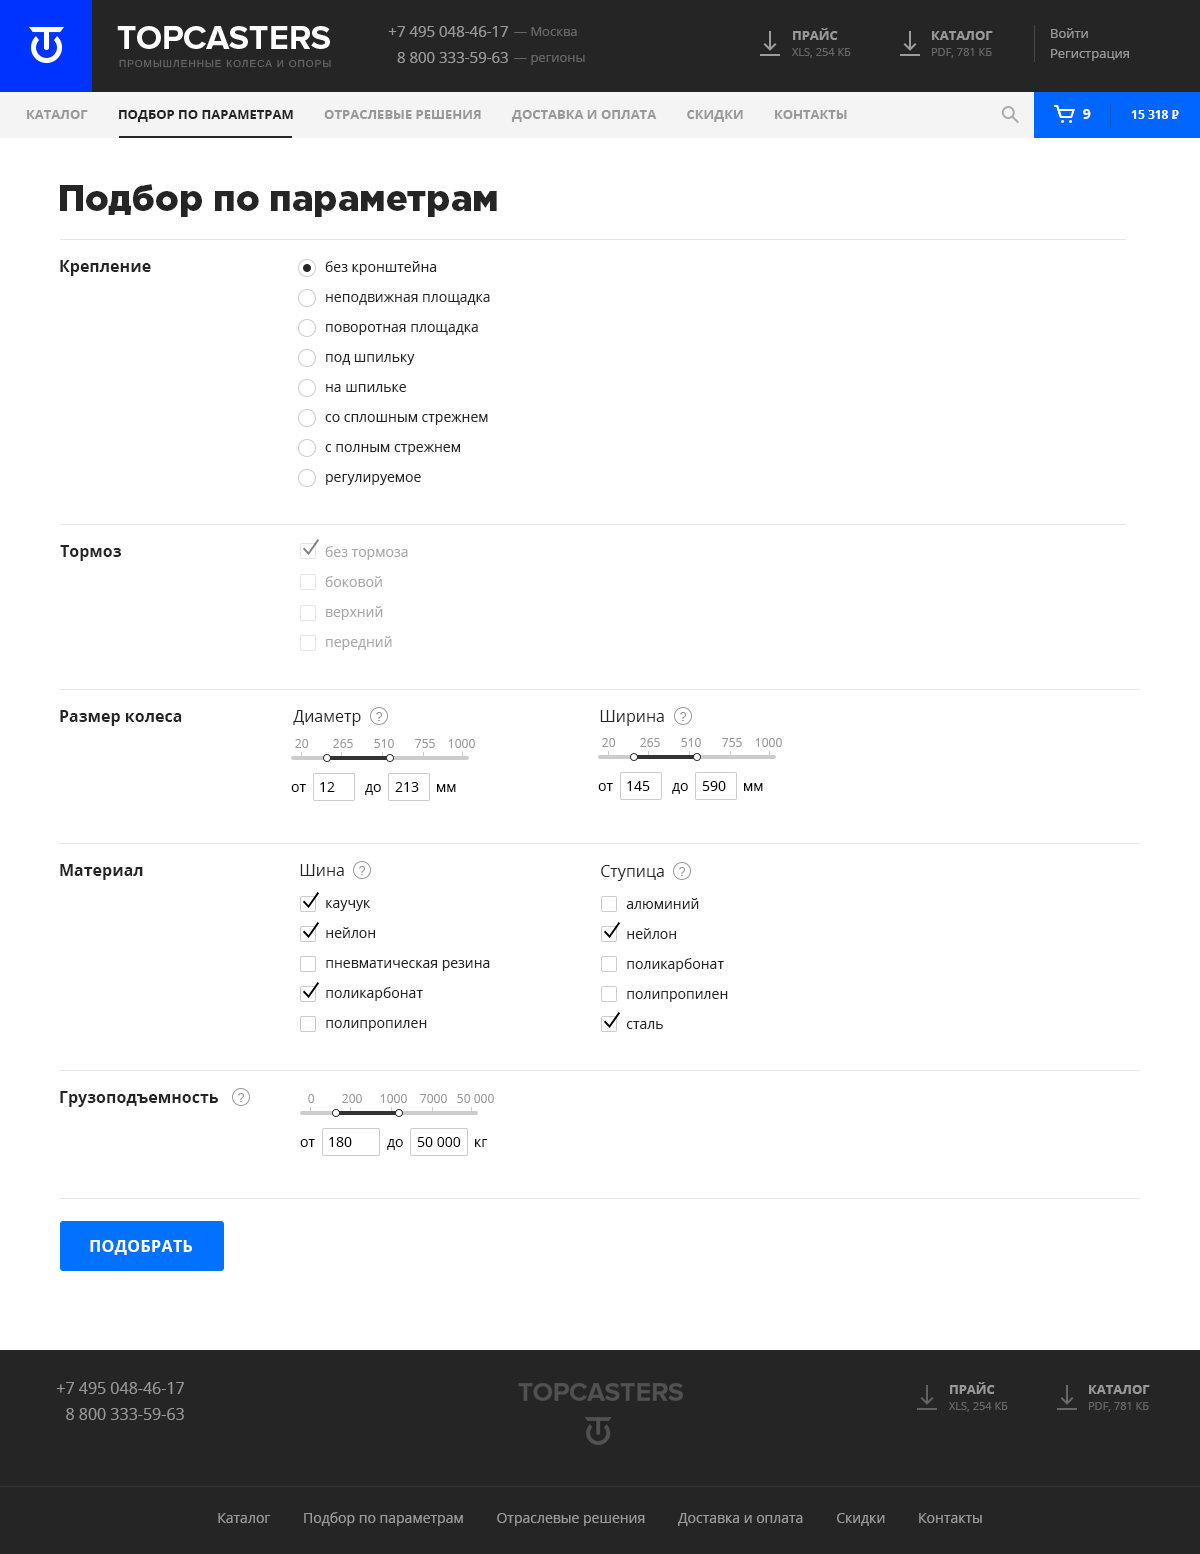 TOPCASTERS
ПРОМЫШЛЕННЫЕ КОЛЕСА И ОПОРЫ
+7 495 048-46-17 — Москва
8 800 333-59-63 — регионы
ПРАЙС
XLS, 254 КБ
КАТАЛОГ
PDF, 781 КБ
Войти
Регистрация
КАТАЛОГ ПОДБОР ПО ПАРАМЕТРАМ ОТРАСЛЕВЫЕ РЕШЕНИЯ ДОСТАВКА И ОПЛАТА СКИДКИ КОНТАКТЫ 9 15 318 ₽
Подбор по параметрам
Крепление
без кронштейна
неподвижная площадка
поворотная площадка
под шпильку
на шпильке
со сплошным стрежнем
с полным стрежнем
регулируемое
Тормоз
без тормоза
боковой
верхний
передний
Размер колеса
Диаметр ?
20 265 510 755 1000
от 12 до 213 мм
Ширина ?
20 265 510 755 1000
от 145 до 590 мм
Материал
Шина ?
каучук
нейлон
пневматическая резина
поликарбонат
полипропилен
Ступица ?
алюминий
нейлон
поликарбонат
полипропилен
сталь
Грузоподъемность ?
0 200 1000 7000 50 000
от 180 до 50 000 кг
ПОДОБРАТЬ
+7 495 048-46-17
8 800 333-59-63
TOPCASTERS
ПРАЙС
XLS, 254 КБ
КАТАЛОГ
PDF, 781 КБ
Каталог Подбор по параметрам Отраслевые решения Доставка и оплата Скидки Контакты